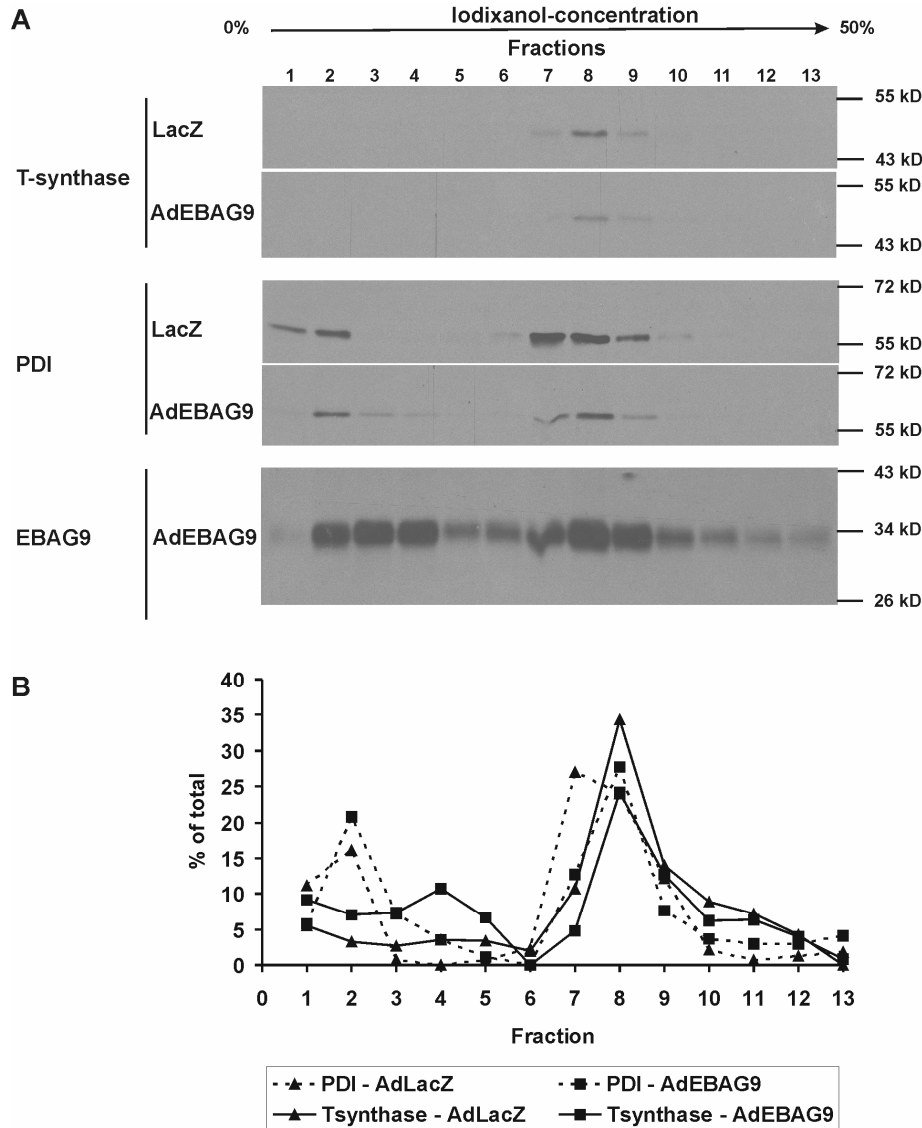 A
Iodixanol-concentration
0% 50%
Fractions
1 2 3 4 5 6 7 8 9 10 11 12 13
T-synthase
LacZ
55 kD
43 kD
AdEBAG9
55 kD
43 kD
PDI
LacZ
72 kD
55 kD
AdEBAG9
72 kD
55 kD
EBAG9
AdEBAG9
43 kD
34 kD
26 kD
B
% of total
40
35
30
25
20
15
10
5
0
0 1 2 3 4 5 6 7 8 9 10 11 12 13
Fraction
PDI - AdLacZ PDI - AdEBAG9
Tsynthase - AdLacZ Tsynthase - AdEBAG9